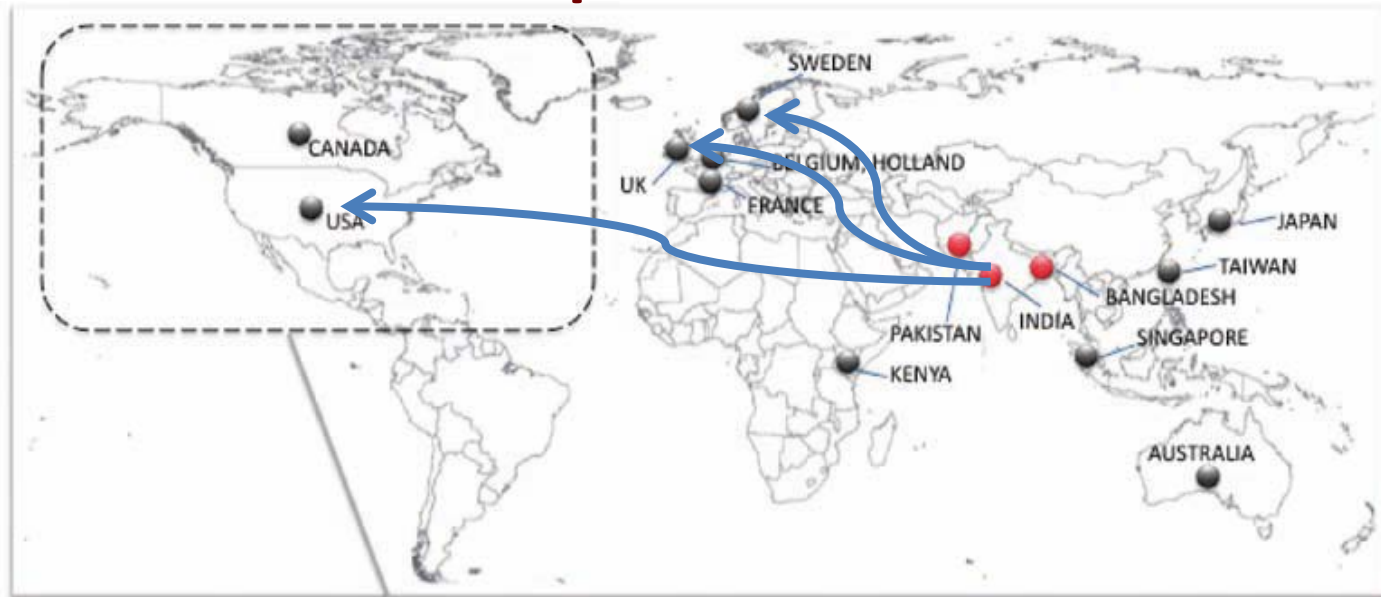 SWEDEN
CANADA
BELGIUM, HOLLAND
UK
FRANCE
USA
JAPAN
TAIWAN
BANGLADESH
INDIA
PAKISTAN
SINGAPORE
KENYA
AUSTRALIA